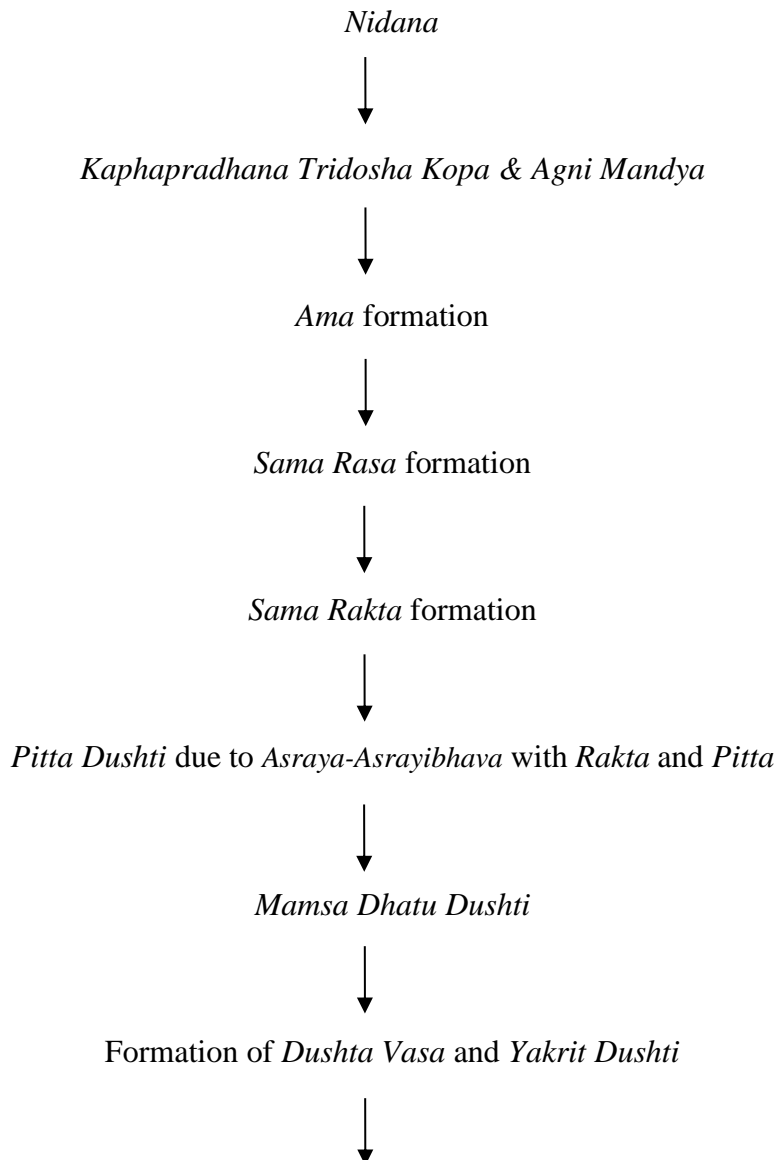 Nidana
Kaphapradhana Tridosha Kopa & Agni Mandya
Ama formation
Sama Rasa formation
Sama Rakta formation
Pitta Dushti due to Asraya-Asrayibhava with Rakta and Pitta
Mamsa Dhatu Dushti
Formation of Dushta Vasa and Yakrit Dushti